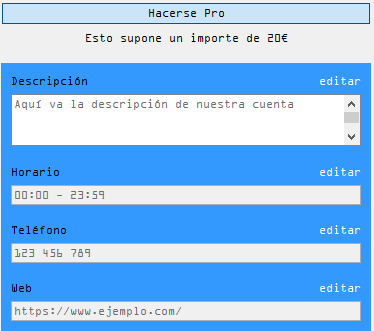 Hacerse Pro
Esto supone un importe de 20€
Descripción editar
Aquí va la descripción de nuestra cuenta
Horario editar
00:00 - 23:59
Teléfono editar
123 456 789
Web editar
https://www.ejemplo.com/